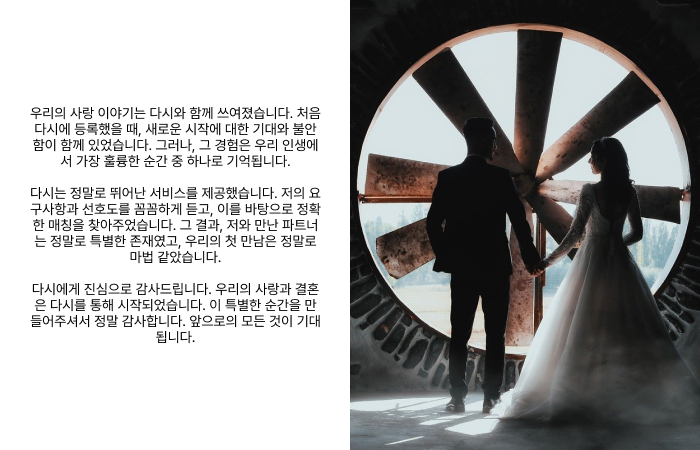 우리의 사랑 이야기는 다시와 함께 쓰여졌습니다. 처음
다시에 등록했을 때, 새로운 시작에 대한 기대와 불안
함이 함께 있었습니다. 그러나, 그 경험은 우리 인생에
서 가장 훌륭한 순간 중 하나로 기억됩니다.
다시는 정말로 뛰어난 서비스를 제공했습니다. 저의 요
구사항과 선호도를 꼼꼼하게 듣고, 이를 바탕으로 정확
한 매칭을 찾아주었습니다. 그 결과, 저와 만난 파트너
는 정말로 특별한 존재였고, 우리의 첫 만남은 정말로
마법 같았습니다.
다시에게 진심으로 감사드립니다. 우리의 사랑과 결혼
은 다시를 통해 시작되었습니다. 이 특별한 순간을 만
들어주셔서 정말 감사합니다. 앞으로의 모든 것이 기대
됩니다.